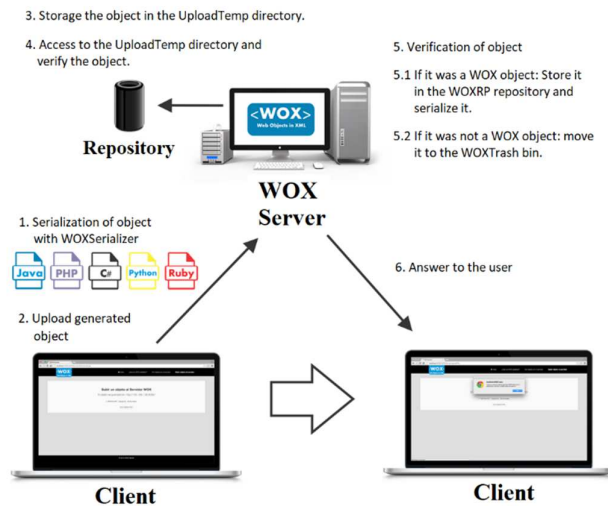 3. Storage the object in the UploadTemp directory.
4. Access to the UploadTemp directory and
verify the object.
5. Verification of object
5.1 If it was a WOX object: Store it
in the WOXRP repository and
serialize it.
5.2 If it was not a WOX object: move
it to the WOXTrash bin.
<WOX>
Web Objects in XML
Repository
WOX
Server
1. Serialization of object
with WOXSerializer
Java PHP C# Python Ruby
6. Answer to the user
2. Upload generated
object
WOX
WOX
Client
Client